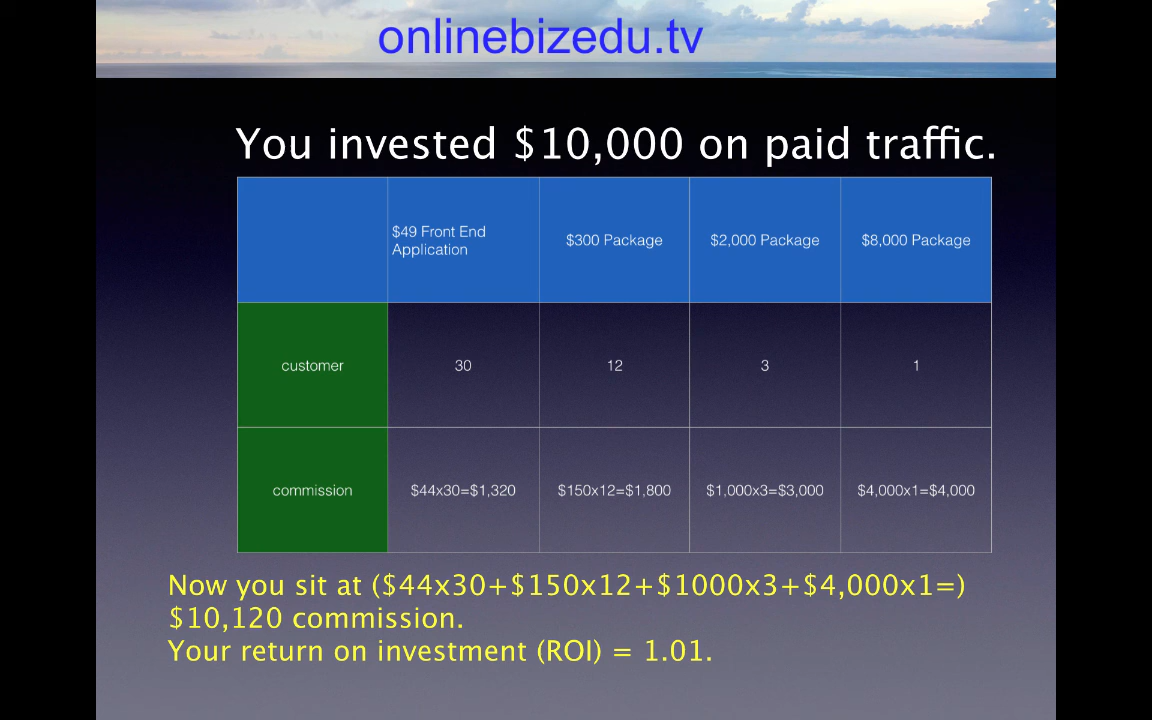 onlinebizedu.tv
You invested $10,000 on paid traffic.
$49 Front End
Application
$300 Package
$2,000 Package
$8,000 Package
customer
30
12
3
1
commission
$44x30=$1,320
$150x12=$1,800
$1,000x3=$3,000
$4,000x1=$4,000
Now you sit at ($44x30+$150x12+$1000x3+$4,000x1=)
$10,120 commission.
Your return on investment (ROI) = 1.01.